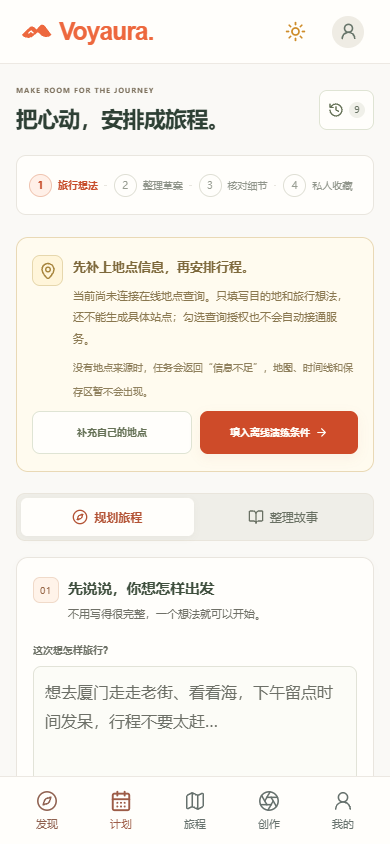 Voyaura.
MAKE ROOM FOR THE JOURNEY
把心动，安排成旅程。
9
1 旅行想法 2 整理草案 3 核对细节 4 私人收藏
先补上地点信息，再安排行程。
当前尚未连接在线地点查询。只填写目的地和旅行想法，
还不能生成具体站点；勾选查询授权也不会自动接通服
务。
没有地点来源时，任务会返回“信息不足”，地图、时间线和保
存区暂不会出现。
补充自己的地点 填入离线演练条件 →
规划旅程 整理故事
01 先说说，你想怎样出发
不用写得很完整，一个想法就可以开始。
这次想怎样旅行？
想去厦门走走老街、看看海，下午留点时
间发呆，行程不要太赶...
发现 计划 旅程 创作 我的